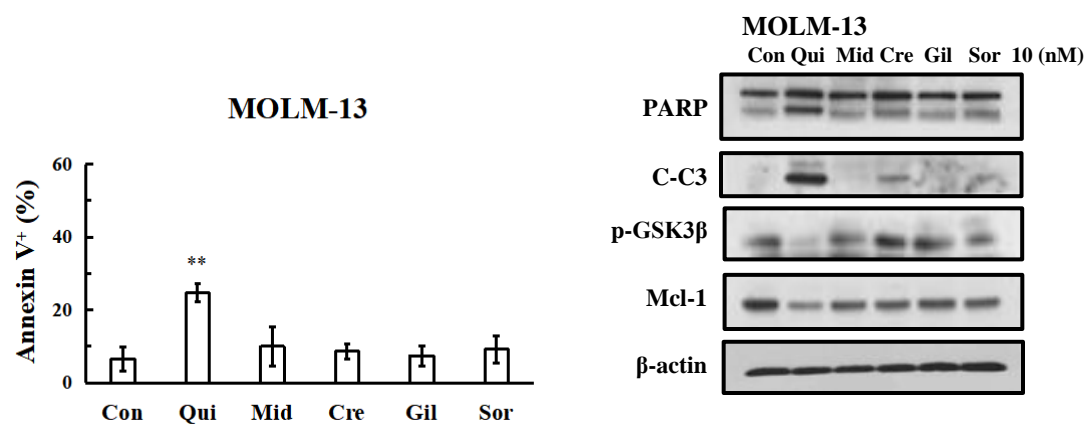 MOLM-13
Annexin V⁺ (%)
60
40
20
0
**
Con Qui Mid Cre Gil Sor
MOLM-13
Con Qui Mid Cre Gil Sor 10 (nM)
PARP
C-C3
p-GSK3β
Mcl-1
β-actin